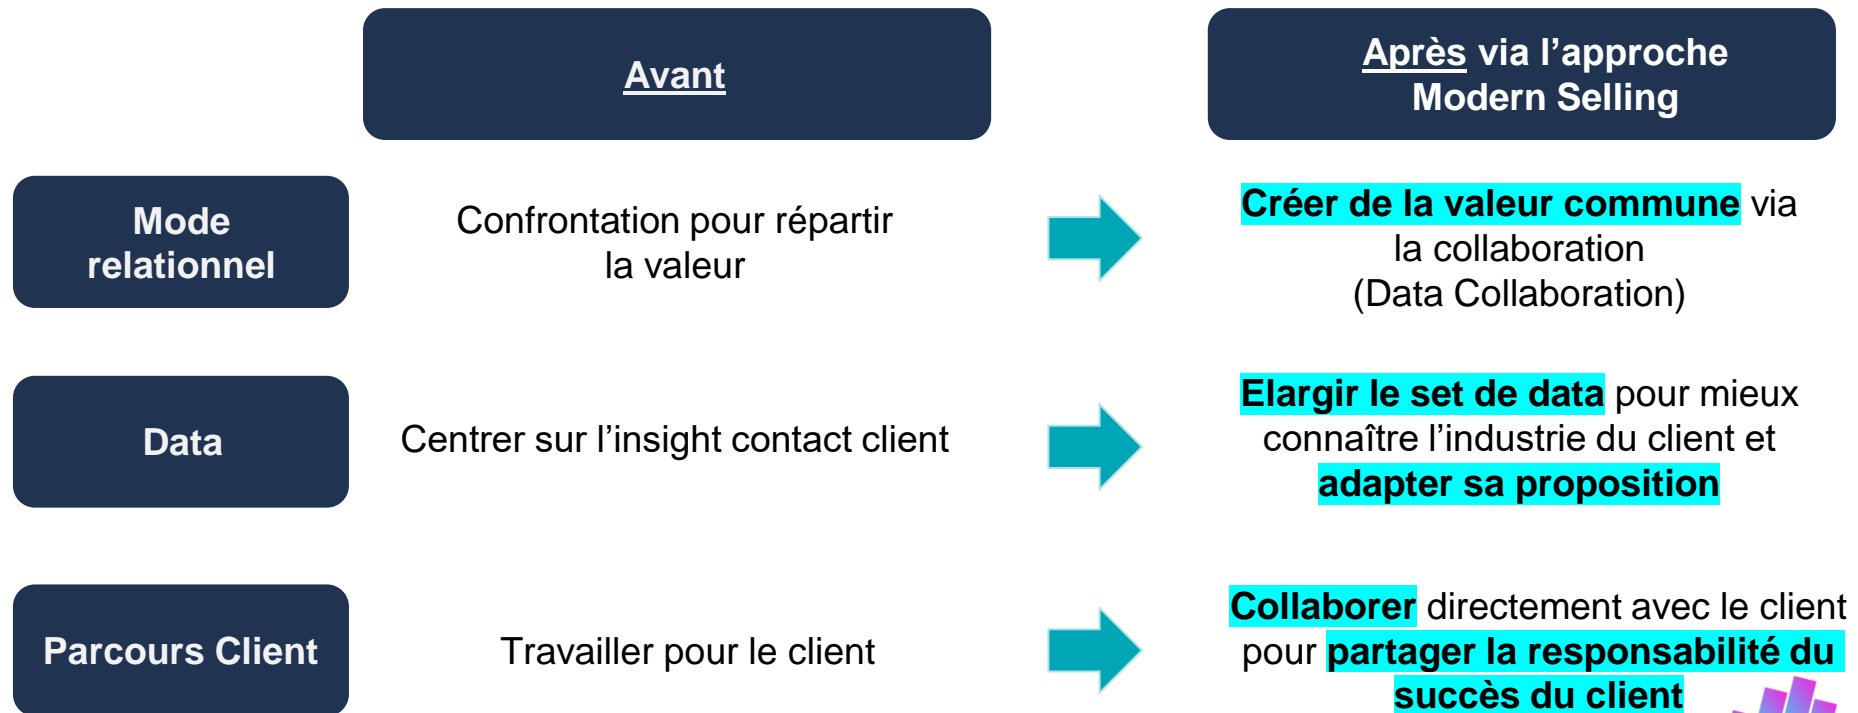 Avant
Après via l’approche
Modern Selling
Mode
relationnel
Confrontation pour répartir
la valeur
Créer de la valeur commune via
la collaboration
(Data Collaboration)
Data
Centrer sur l’insight contact client
Elargir le set de data pour mieux
connaître l’industrie du client et
adapter sa proposition
Parcours Client
Travailler pour le client
Collaborer directement avec le client
pour partager la responsabilité du
succès du client